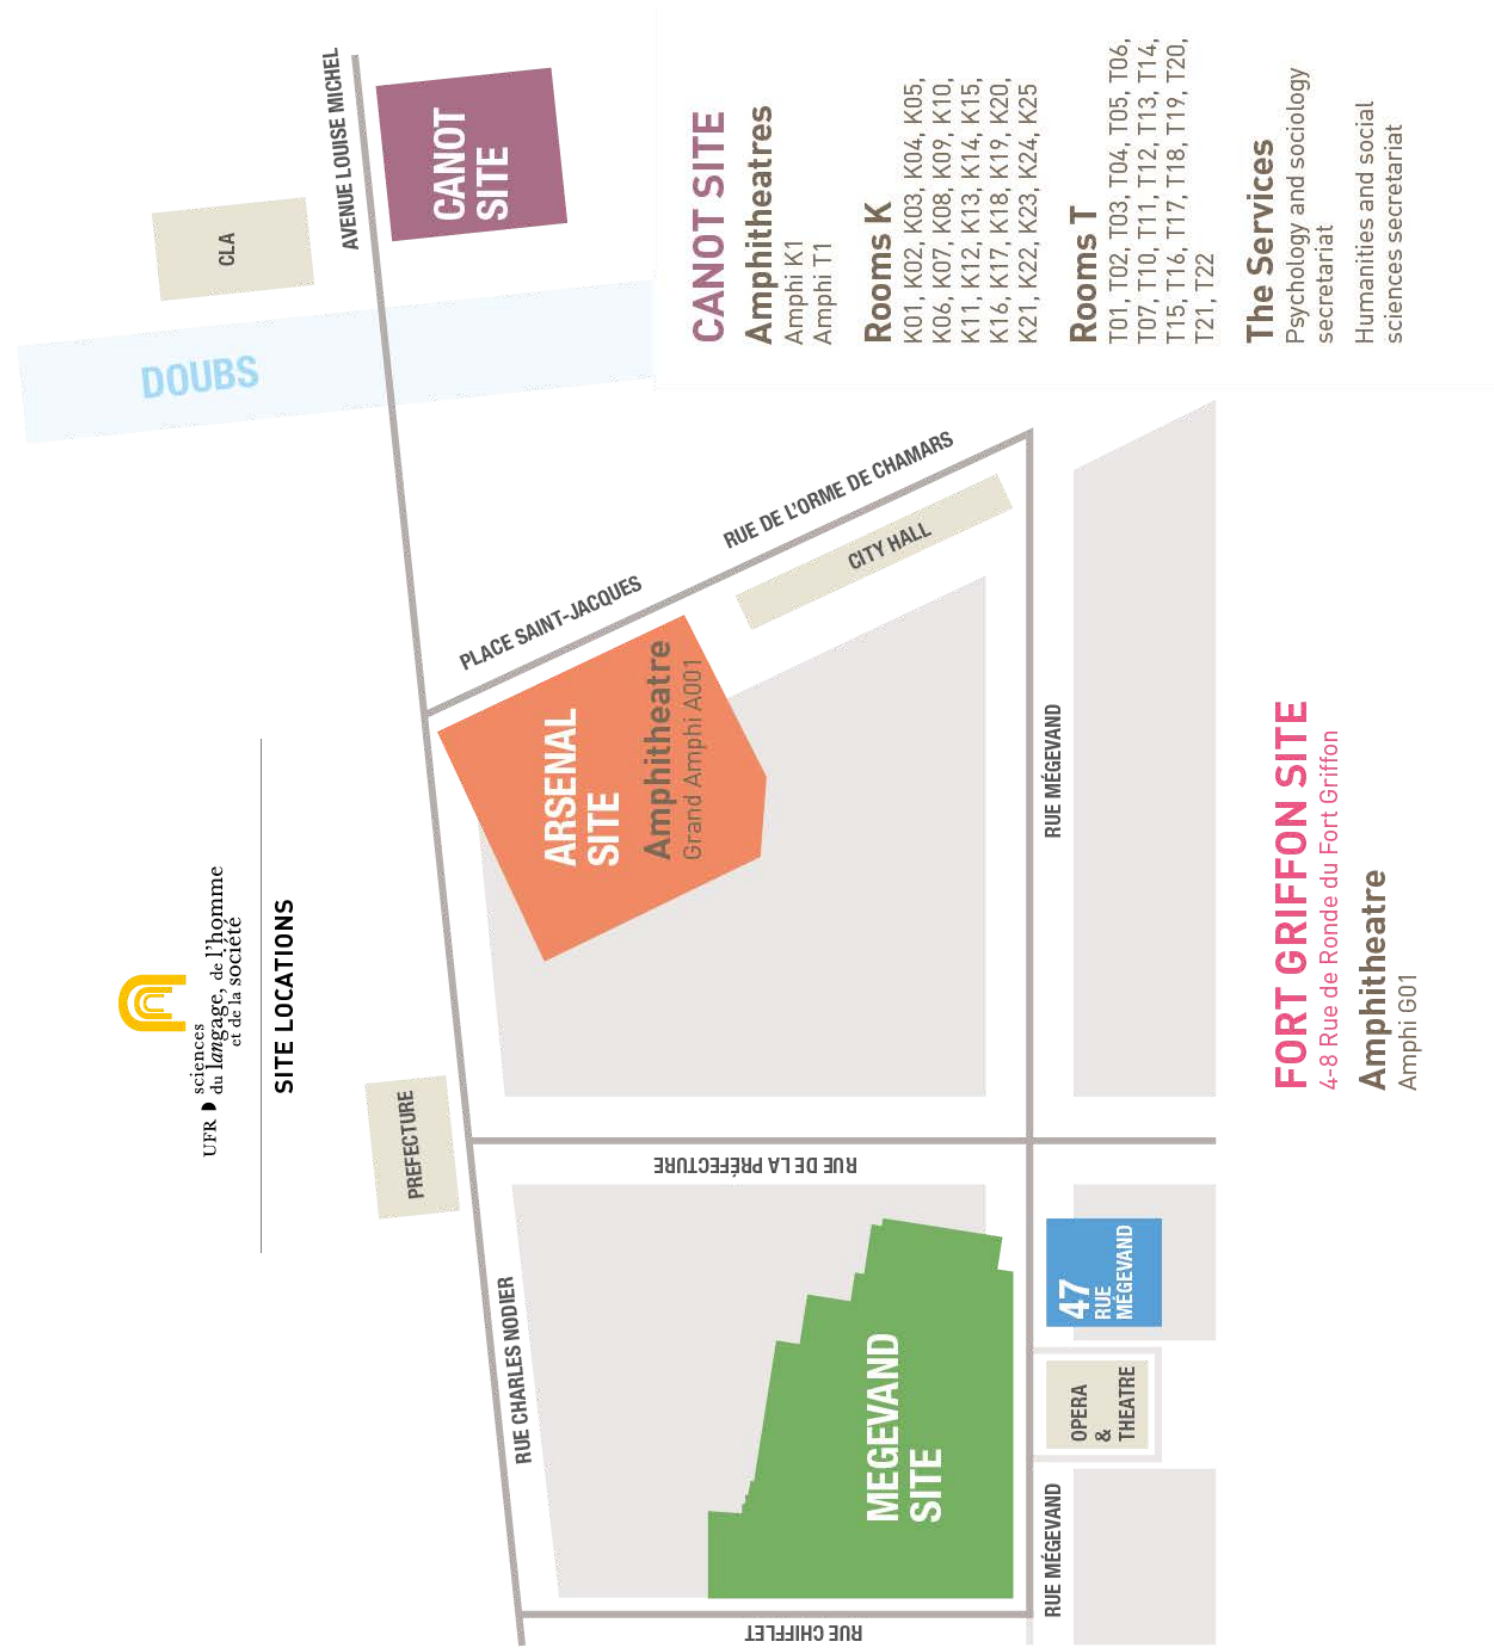 UFR sciences
du langage, de l'homme
et de la société
SITE LOCATIONS
PREFECTURE
CLA
DOUBS
AVENUE LOUISE MICHEL
CANOT
SITE
RUE CHARLES NODIER
PLACE SAINT-JACQUES
RUE DE L'ORME DE CHAMARS
CITY HALL
ARSENAL
SITE
Amphitheatre
Grand Amphi A001
RUE DE LA PRÉFECTURE
RUE CHIFFLET
MEGEVAND
SITE
RUE MÉGEVAND
RUE MÉGEVAND
47
RUE
MÉGEVAND
OPERA
&
THEATRE
CANOT SITE
Amphitheatres
Amphi K1
Amphi T1
Rooms K
K01, K02, K03, K04, K05,
K06, K07, K08, K09, K10,
K11, K12, K13, K14, K15,
K16, K17, K18, K19, K20,
K21, K22, K23, K24, K25
Rooms T
T01, T02, T03, T04, T05, T06,
T07, T10, T11, T12, T13, T14,
T15, T16, T17, T18, T19, T20,
T21, T22
The Services
Psychology and sociology
secretariat
Humanities and social
sciences secretariat
FORT GRIFFON SITE
4-8 Rue de Ronde du Fort Griffon
Amphitheatre
Amphi G01